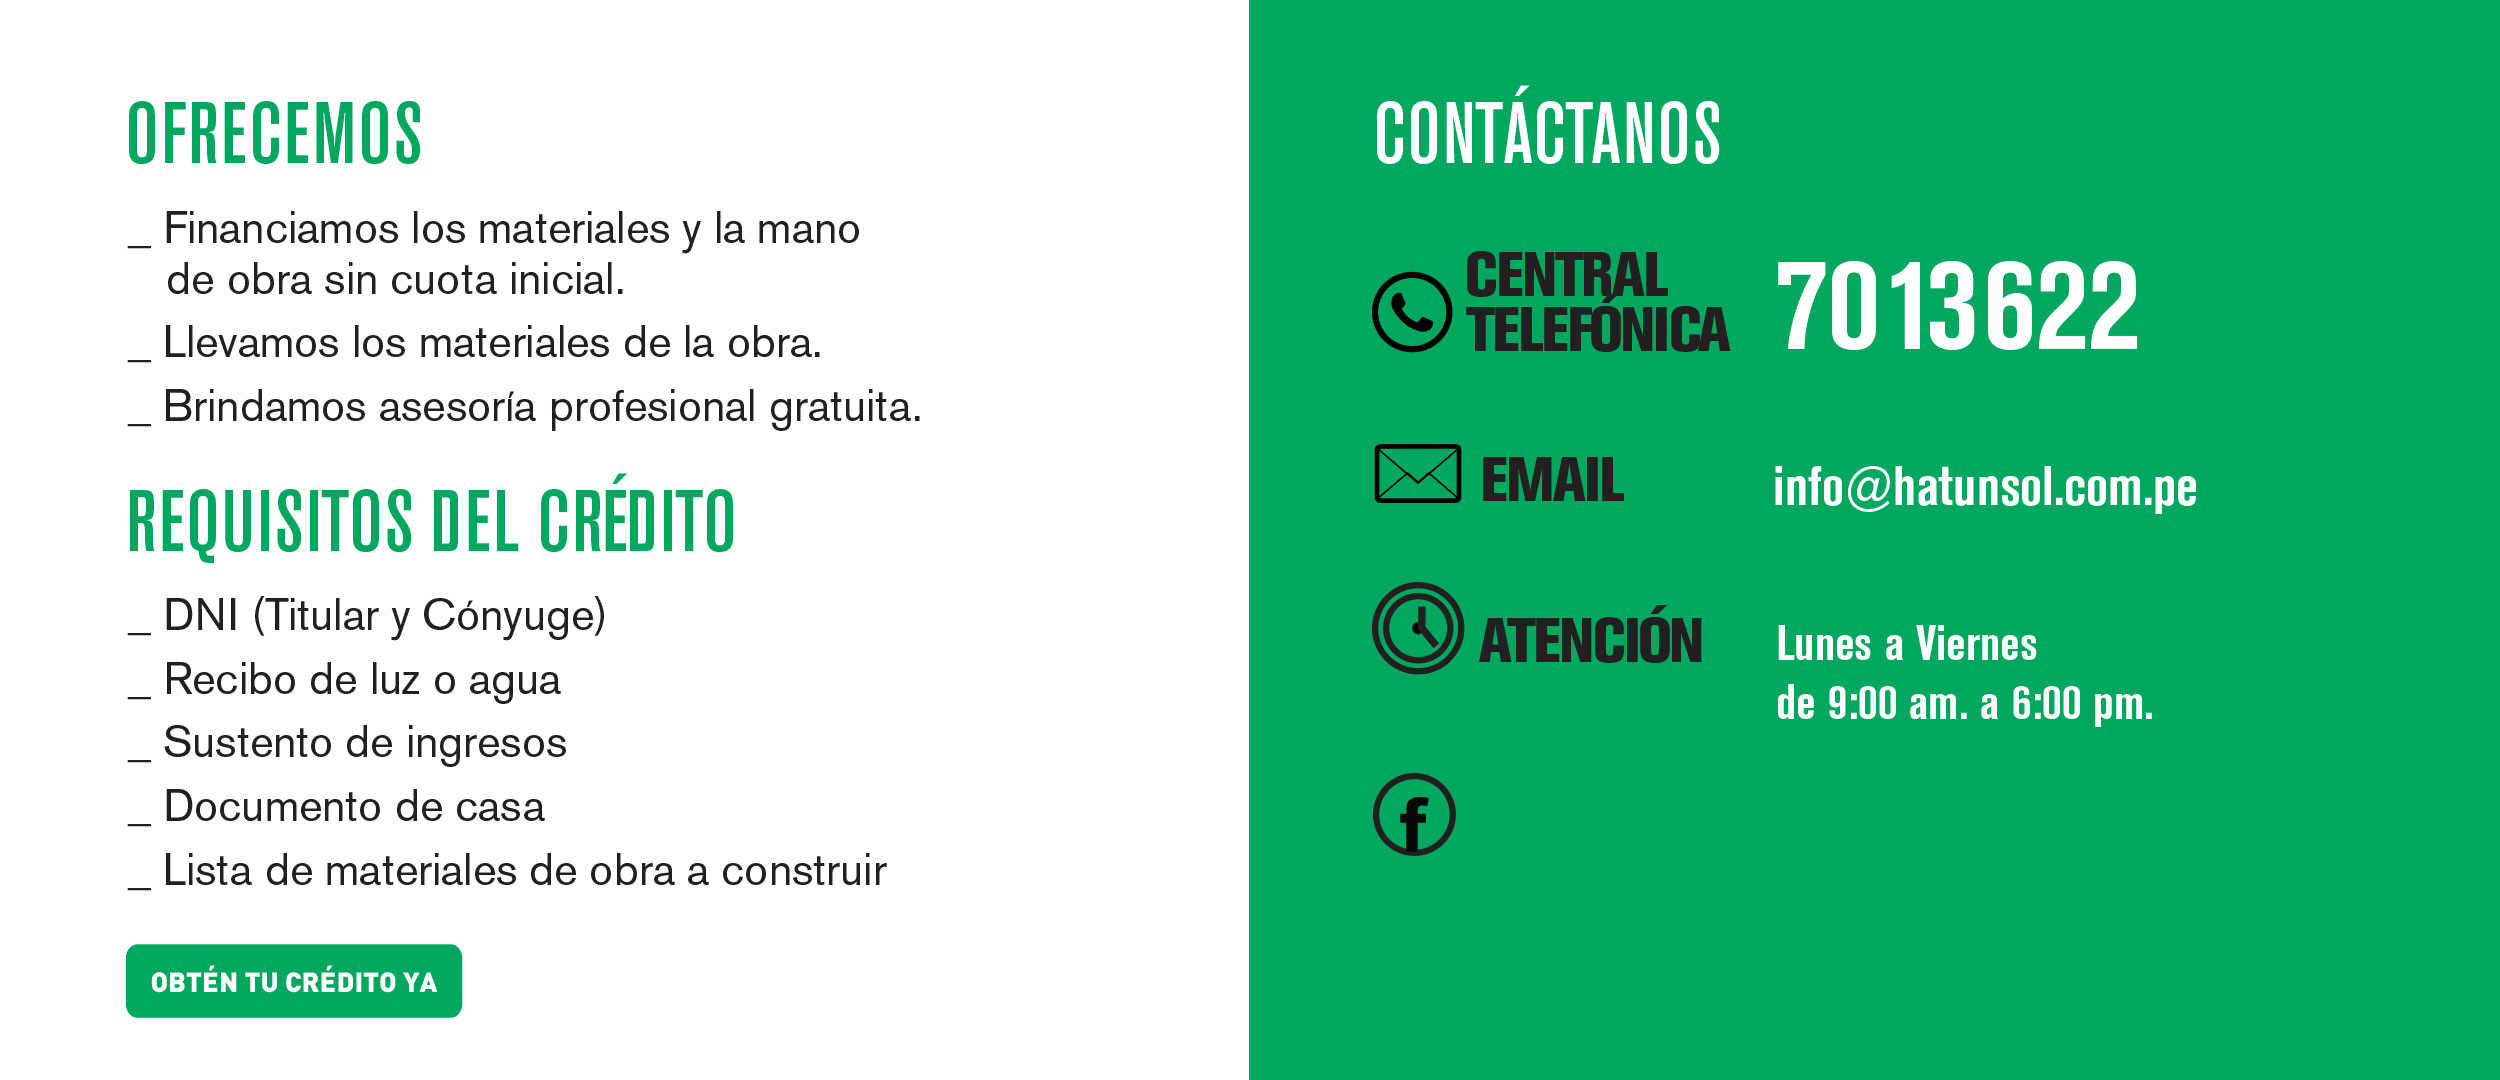 OFRECEMOS
_ Financiamos los materiales y la mano
de obra sin cuota inicial.
_ Llevamos los materiales de la obra.
_ Brindamos asesoría profesional gratuita.
REQUISITOS DEL CRÉDITO
_ DNI (Titular y Cónyuge)
_ Recibo de luz o agua
_ Sustento de ingresos
_ Documento de casa
_ Lista de materiales de obra a construir
OBTÉN TU CRÉDITO YA
CONTÁCTANOS
CENTRAL
TELEFÓNICA
7013622
EMAIL
info@hatunsol.com.pe
ATENCIÓN
Lunes a Viernes
de 9:00 am. a 6:00 pm.